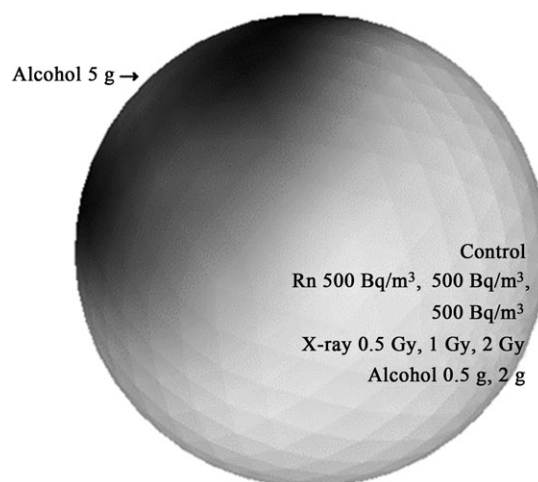 Alcohol 5 g →
Control
Rn 500 Bq/m³, 500 Bq/m³,
500 Bq/m³
X-ray 0.5 Gy, 1 Gy, 2 Gy
Alcohol 0.5 g, 2 g